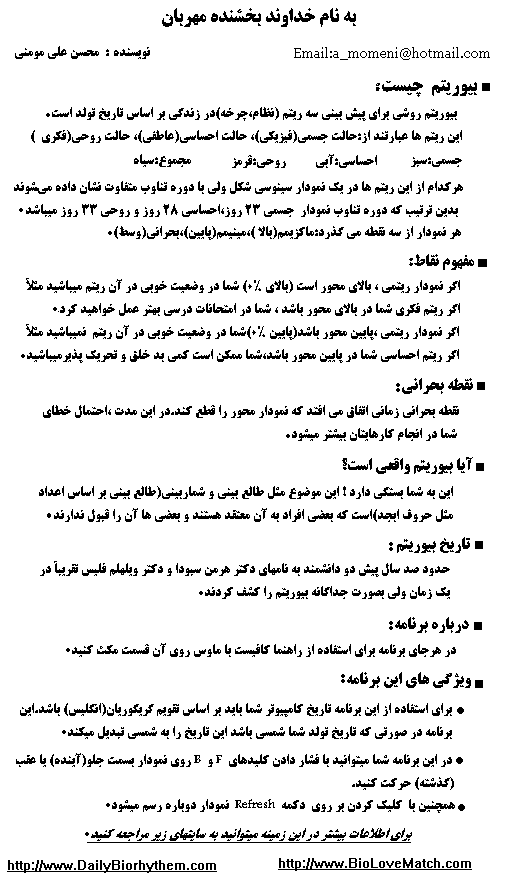 به نام خداوند بخشنده مهربان
نویسنده : محسن علی مومنی
Email:a_momeni@hotmail.com
بیوریتم چیست؟
بیوریتم روشی برای پیش بینی سه ریتم (نظام،چرخه)در زندگی بر اساس تاریخ تولد است.
این ریتم ها عبارتند از:حالت جسمی(فیزیکی)، حالت احساسی(عاطفی)، حالت روحی(فکری )
جسمی:سبز احساسی:آبی روحی:قرمز مجموع:سیاه
هرکدام از این ریتم ها در یک نمودار سینوسی شکل ولی با دوره تناوب متفاوت نشان داده می‌شوند
بدین ترتیب که دوره تناوب نمودار جسمی ۲۳ روز،احساسی ۲۸ روز و روحی ۳۳ روز میباشد.
هر نمودار از سه نقطه می گذرد:ماکزیمم(بالا )،مینیمم(پایین)،بحرانی(وسط).
مفهوم نقاط:
اگر نمودار ریتمی ، بالای محور است (بالای ۰٪) شما در وضعیت خوبی در آن ریتم میباشید مثلاً
اگر ریتم فکری شما در بالای محور باشد ، شما در امتحانات درسی بهتر عمل خواهید کرد.
اگر نمودار ریتمی ،پایین محور باشد(پایین ۰٪)شما در وضعیت خوبی در آن ریتم نمیباشید مثلاً
اگر ریتم احساسی شما در پایین محور باشد،شما ممکن است کمی بد خلق و تحریک پذیرمیباشید.
نقطه بحرانی:
نقطه بحرانی زمانی اتفاق می افتد که نمودار محور را قطع کند.در این مدت ،احتمال خطای
شما در انجام کارهایتان بیشتر میشود.
آیا بیوریتم واقعی است؟
این به شما بستگی دارد ! این موضوع مثل طالع بینی و شماربینی(طالع بینی بر اساس اعداد
مثل حروف ابجد)است که بعضی افراد به آن معتقد هستند و بعضی ها آن را قبول ندارند.
تاریخ بیوریتم :
حدود صد سال پیش دو دانشمند به نامهای دکتر هرمن سبودا و دکتر ویلهلم فلیس تقریباً در
یک زمان ولی بصورت جداگانه بیوریتم را کشف کردند.
درباره برنامه:
در هرجای برنامه برای استفاده از راهنما کافیست با ماوس روی آن قسمت مکث کنید.
ویژگی های این برنامه:
برای استفاده از این برنامه تاریخ کامپیوتر شما باید بر اساس تقویم گریگوریان(انگلیس) باشد.این
برنامه در صورتی که تاریخ تولد شما شمسی باشد این تاریخ را به شمسی تبدیل میکند.
در این برنامه شما میتوانید با فشار دادن کلیدهای F و B روی نمودار بسمت جلو(آینده) یا عقب
(گذشته) حرکت کنید.
همچنین با کلیک کردن بر روی دکمه Refresh نمودار دوباره رسم میشود.
برای اطلاعات بیشتر در این زمینه میتوانید به سایتهای زیر مراجعه کنید.
http://www.BioLoveMatch.com
http://www.DailyBiorhythem.com